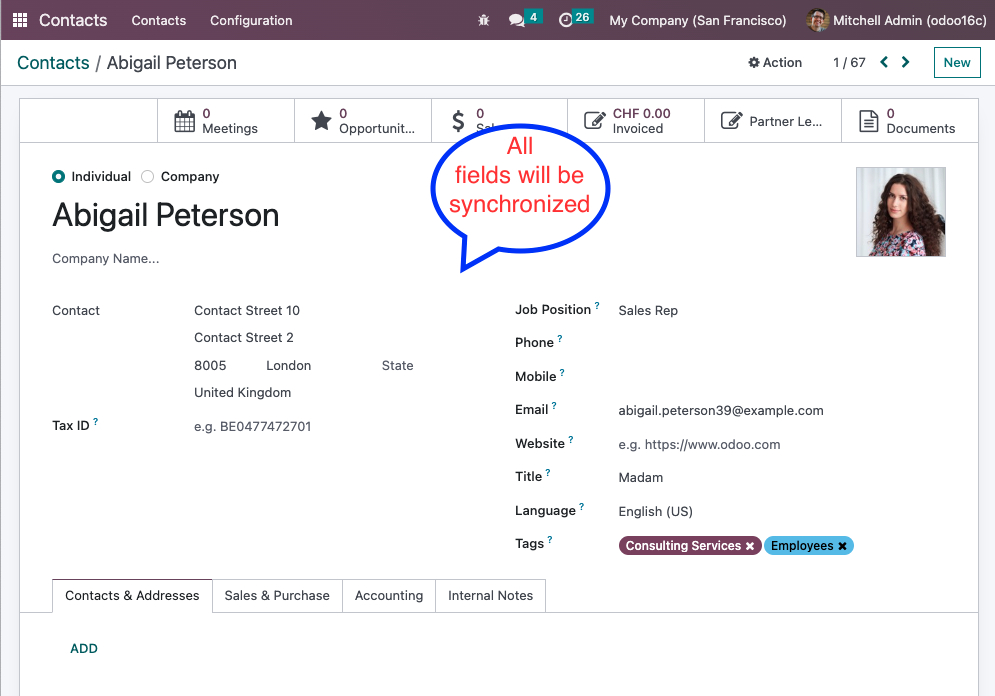 Contacts Contacts Configuration 4 26 My Company (San Francisco) Mitchell Admin (odoo16c)
Contacts / Abigail Peterson Action 1 / 67 New
0 Meetings
0 Opportunit...
0
CHF 0.00 Invoiced
Partner Le...
0 Documents
All
fields will be
synchronized
Individual Company
Abigail Peterson
Company Name...
Contact Contact Street 10
Contact Street 2
8005 London State
United Kingdom
Tax ID ? e.g. BE0477472701
Job Position ? Sales Rep
Phone ?
Mobile ?
Email ? abigail.peterson39@example.com
Website ? e.g. https://www.odoo.com
Title ? Madam
Language ? English (US)
Tags ? Consulting Services × Employees ×
Contacts & Addresses Sales & Purchase Accounting Internal Notes
ADD